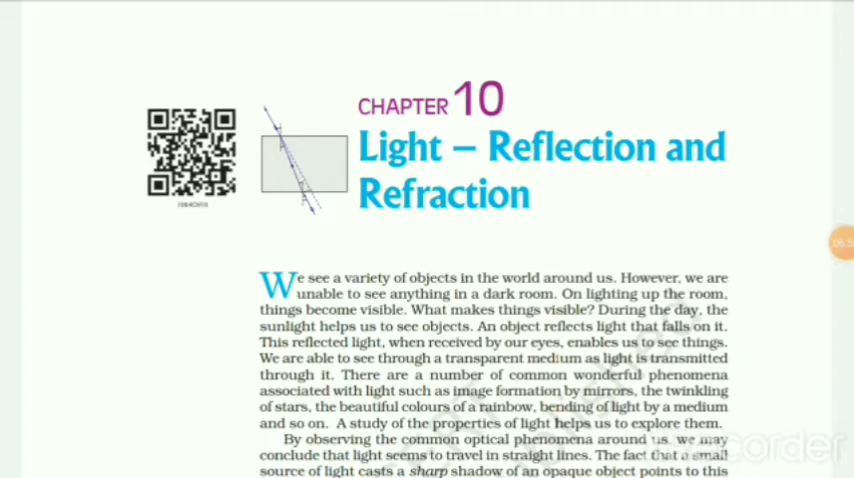 CHAPTER 10
Light – Reflection and
Refraction
1064CH10
06:5
We see a variety of objects in the world around us. However, we are
unable to see anything in a dark room. On lighting up the room,
things become visible. What makes things visible? During the day, the
sunlight helps us to see objects. An object reflects light that falls on it.
This reflected light, when received by our eyes, enables us to see things.
We are able to see through a transparent medium as light is transmitted
through it. There are a number of common wonderful phenomena
associated with light such as image formation by mirrors, the twinkling
of stars, the beautiful colours of a rainbow, bending of light by a medium
and so on. A study of the properties of light helps us to explore them.
By observing the common optical phenomena around us, we may
conclude that light seems to travel in straight lines. The fact that a small
source of light casts a sharp shadow of an opaque object points to this